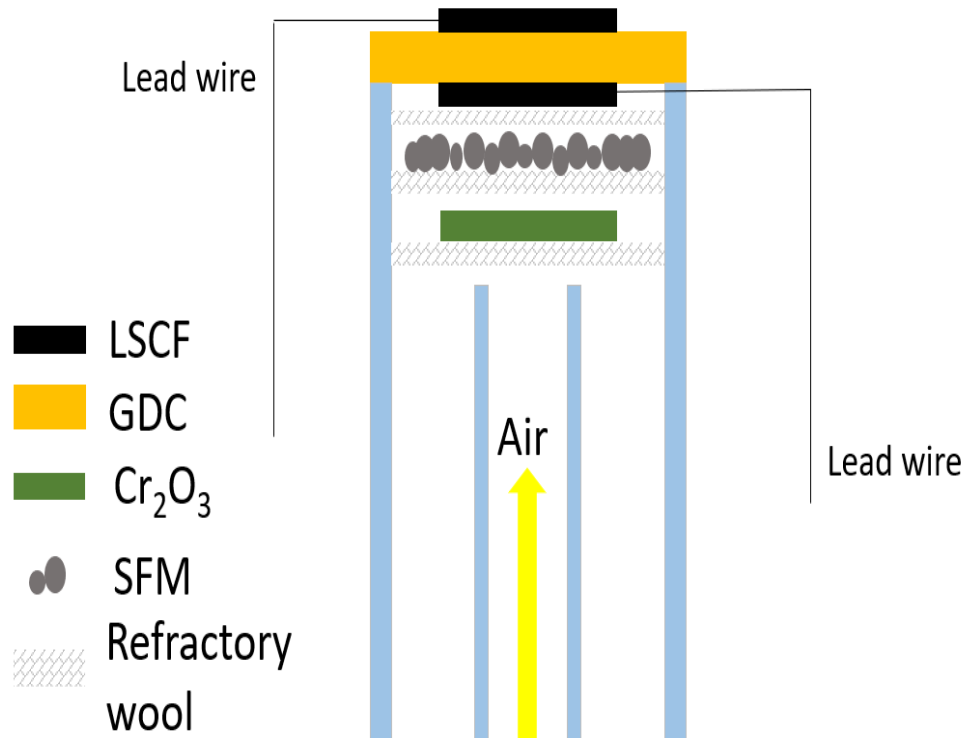 Lead wire
Air
Lead wire
LSCF
GDC
Cr₂O₃
SFM
Refractory
wool